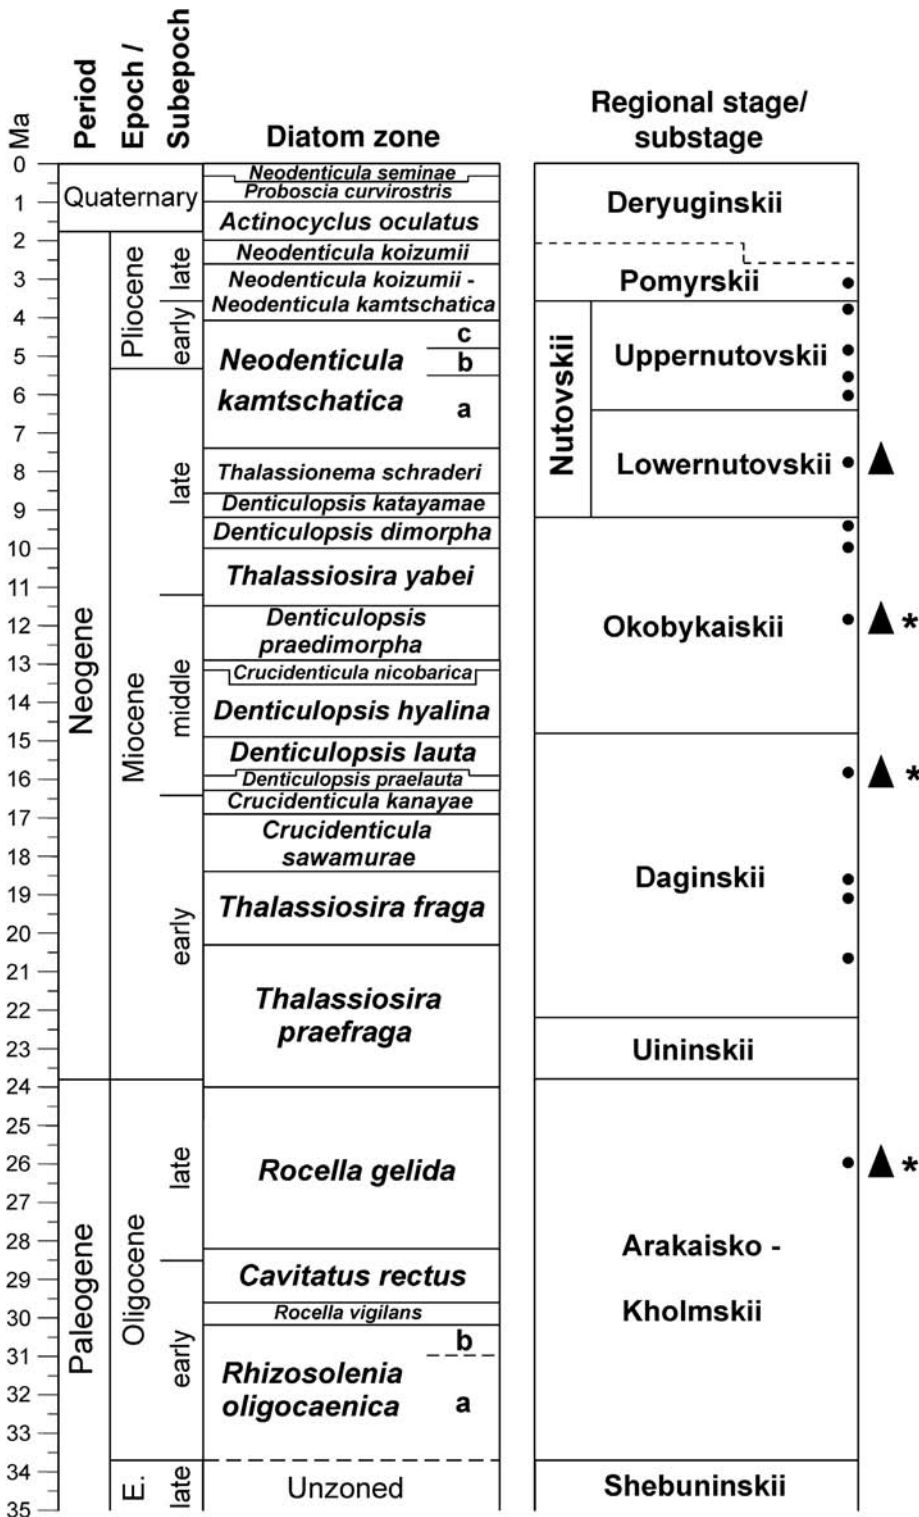 Ma
Period
Epoch /
Subepoch
Diatom zone
Regional stage/
substage
0
1
2
3
4
5
6
7
8
9
10
11
12
13
14
15
16
17
18
19
20
21
22
23
24
25
26
27
28
29
30
31
32
33
34
35
Quaternary
Neogene
Paleogene
Pliocene
Miocene
Oligocene
E.
late
early
late
middle
early
late
early
late
Neodenticula seminae
Proboscia curvirostris
Actinocyclus oculatus
Neodenticula koizumii
Neodenticula koizumii -
Neodenticula kamtschatica
Neodenticula
kamtschatica
c
b
a
Thalassionema schraderi
Denticulopsis katayamae
Denticulopsis dimorpha
Thalassiosira yabei
Denticulopsis
praedimorpha
Crucidenticula nicobarica
Denticulopsis hyalina
Denticulopsis lauta
Denticulopsis praelauta
Crucidenticula kanayae
Crucidenticula
sawamurae
Thalassiosira fraga
Thalassiosira
praefraga
Rocella gelida
Cavitatus rectus
Rocella vigilans
Rhizosolenia
oligocaenica
b
a
Unzoned
Deryuginskii
Pomyrskii
Nutovskii
Uppernutovskii
Lowernutovskii
Okobykaiskii
*
Daginskii
*
Uininskii
*
Arakaisko -
Kholmskii
Shebuninskii